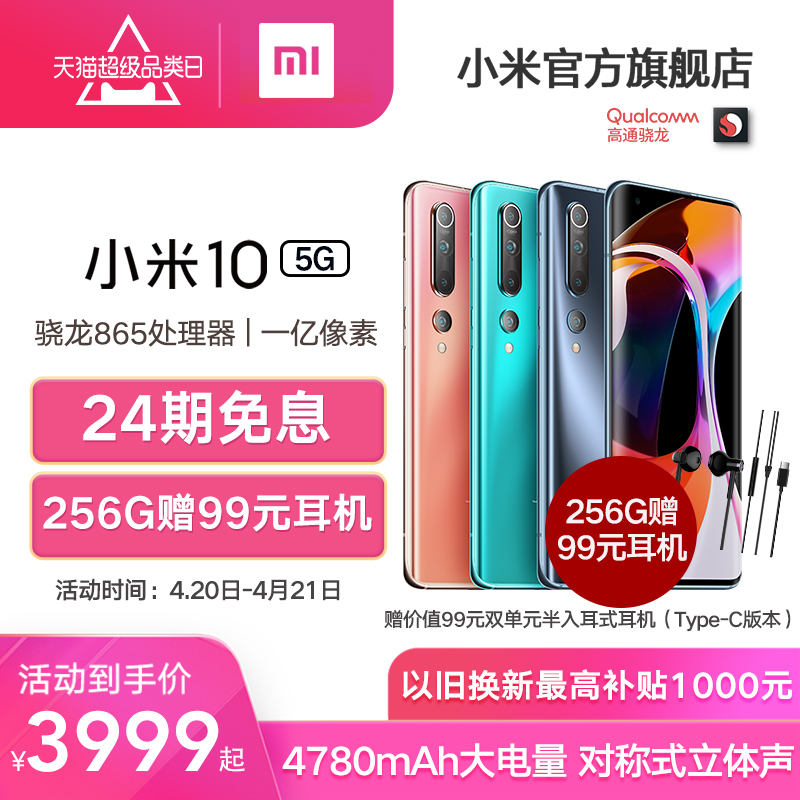 天猫超级品类日
mi
小米官方旗舰店
Qualcomm
高通骁龙
小米10 5G
骁龙865处理器 | 一亿像素
24期免息
256G赠99元耳机
活动时间：4.20日-4月21日
256G赠
99元耳机
赠价值99元双单元半入耳式耳机（Type-C版本）
活动到手价
¥3999起
以旧换新最高补贴1000元
4780mAh大电量 对称式立体声